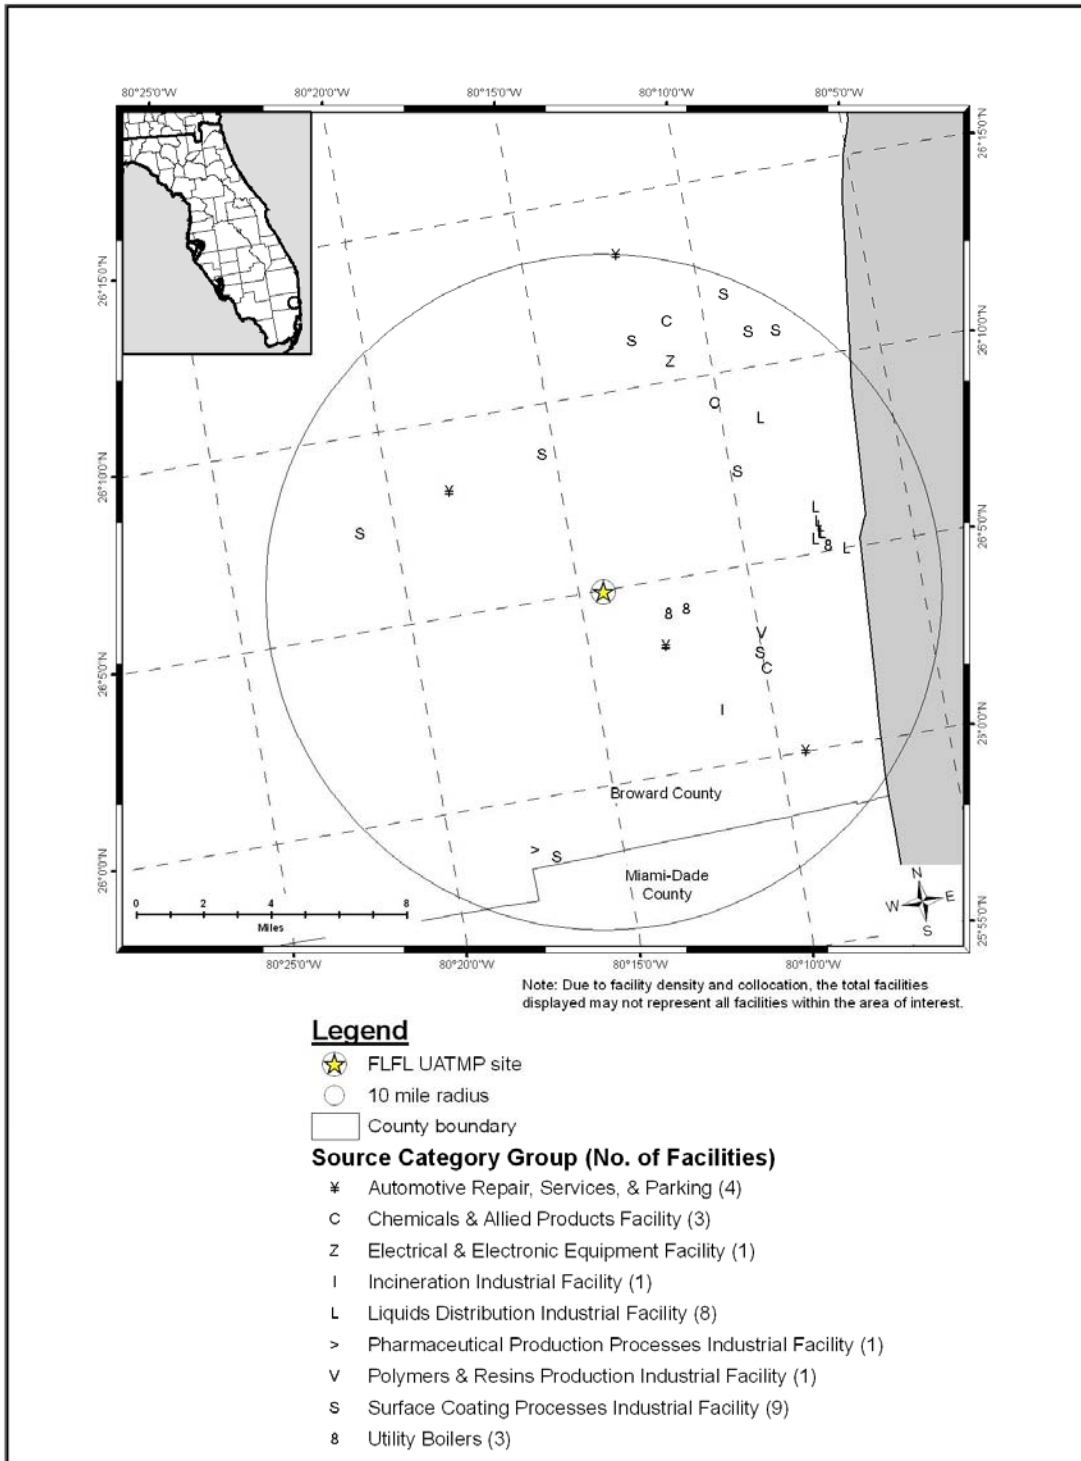 80°25'0"W 80°20'0"W 80°15'0"W 80°10'0"W 80°5'0"W
26°15'0"N
26°15'0"N
¥
S
C
S
S
S
26°10'0"N
Z
C
L
S
S
26°10'0"N
¥
L
S
26°5'0"N
L
8
L
8
8
V
¥
S
C
26°5'0"N
I
26°0'0"N
¥
Broward County
>
S
26°0'0"N
Miami-Dade
County
N
W E
S
0 2 4 8
Miles
25°55'0"N
80°25'0"W 80°20'0"W 80°15'0"W 80°10'0"W
Note: Due to facility density and collocation, the total facilities
displayed may not represent all facilities within the area of interest.
Legend
FLFL UATMP site
10 mile radius
County boundary
Source Category Group (No. of Facilities)
¥ Automotive Repair, Services, & Parking (4)
C Chemicals & Allied Products Facility (3)
Z Electrical & Electronic Equipment Facility (1)
I Incineration Industrial Facility (1)
L Liquids Distribution Industrial Facility (8)
> Pharmaceutical Production Processes Industrial Facility (1)
V Polymers & Resins Production Industrial Facility (1)
S Surface Coating Processes Industrial Facility (9)
8 Utility Boilers (3)